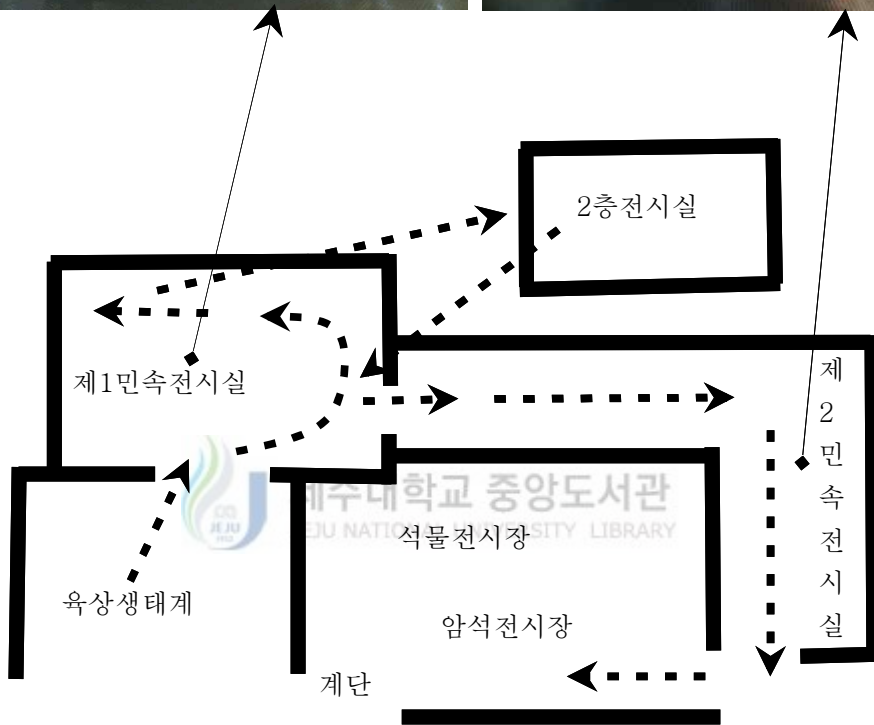 2층전시실
제1민속전시실
제
2
민
속
전
시
실
제주대학교 중앙도서관
JEJU NATIONAL UNIVERSITY LIBRARY
JEJU
1952
석물전시장
육상생태계
암석전시장
계단